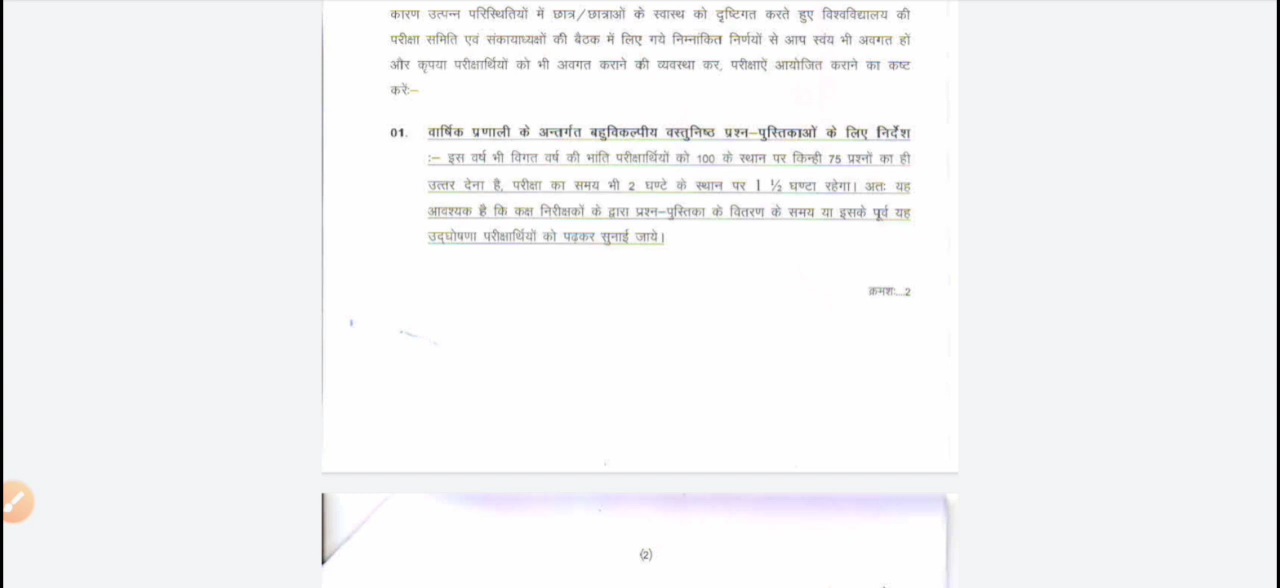 कारण उत्पन्न परिस्थितियों में छात्र/छात्राओं के स्वास्थ को दृष्टिगत करते हुए विश्वविद्यालय की
परीक्षा समिति एवं संकायाध्यक्षों की बैठक में लिए गये निम्नांकित निर्णयों से आप स्वंय भी अवगत हों
और कृपया परीक्षार्थियों को भी अवगत कराने की व्यवस्था कर, परीक्षाऐं आयोजित कराने का कष्ट
करें:–
01. वार्षिक प्रणाली के अन्तर्गत बहुविकल्पीय वस्तुनिष्ठ प्रश्न–पुस्तिकाओं के लिए निर्देश
:– इस वर्ष भी विगत वर्ष की भांति परीक्षार्थियों को 100 के स्थान पर किन्ही 75 प्रश्नों का ही
उत्तर देना है, परीक्षा का समय भी 2 घण्टे के स्थान पर 1 ½ घण्टा रहेगा। अतः यह
आवश्यक है कि कक्ष निरीक्षकों के द्वारा प्रश्न–पुस्तिका के वितरण के समय या इसके पूर्व यह
उद्घोषणा परीक्षार्थियों को पढ़कर सुनाई जाये।
क्रमशः...2
(2)